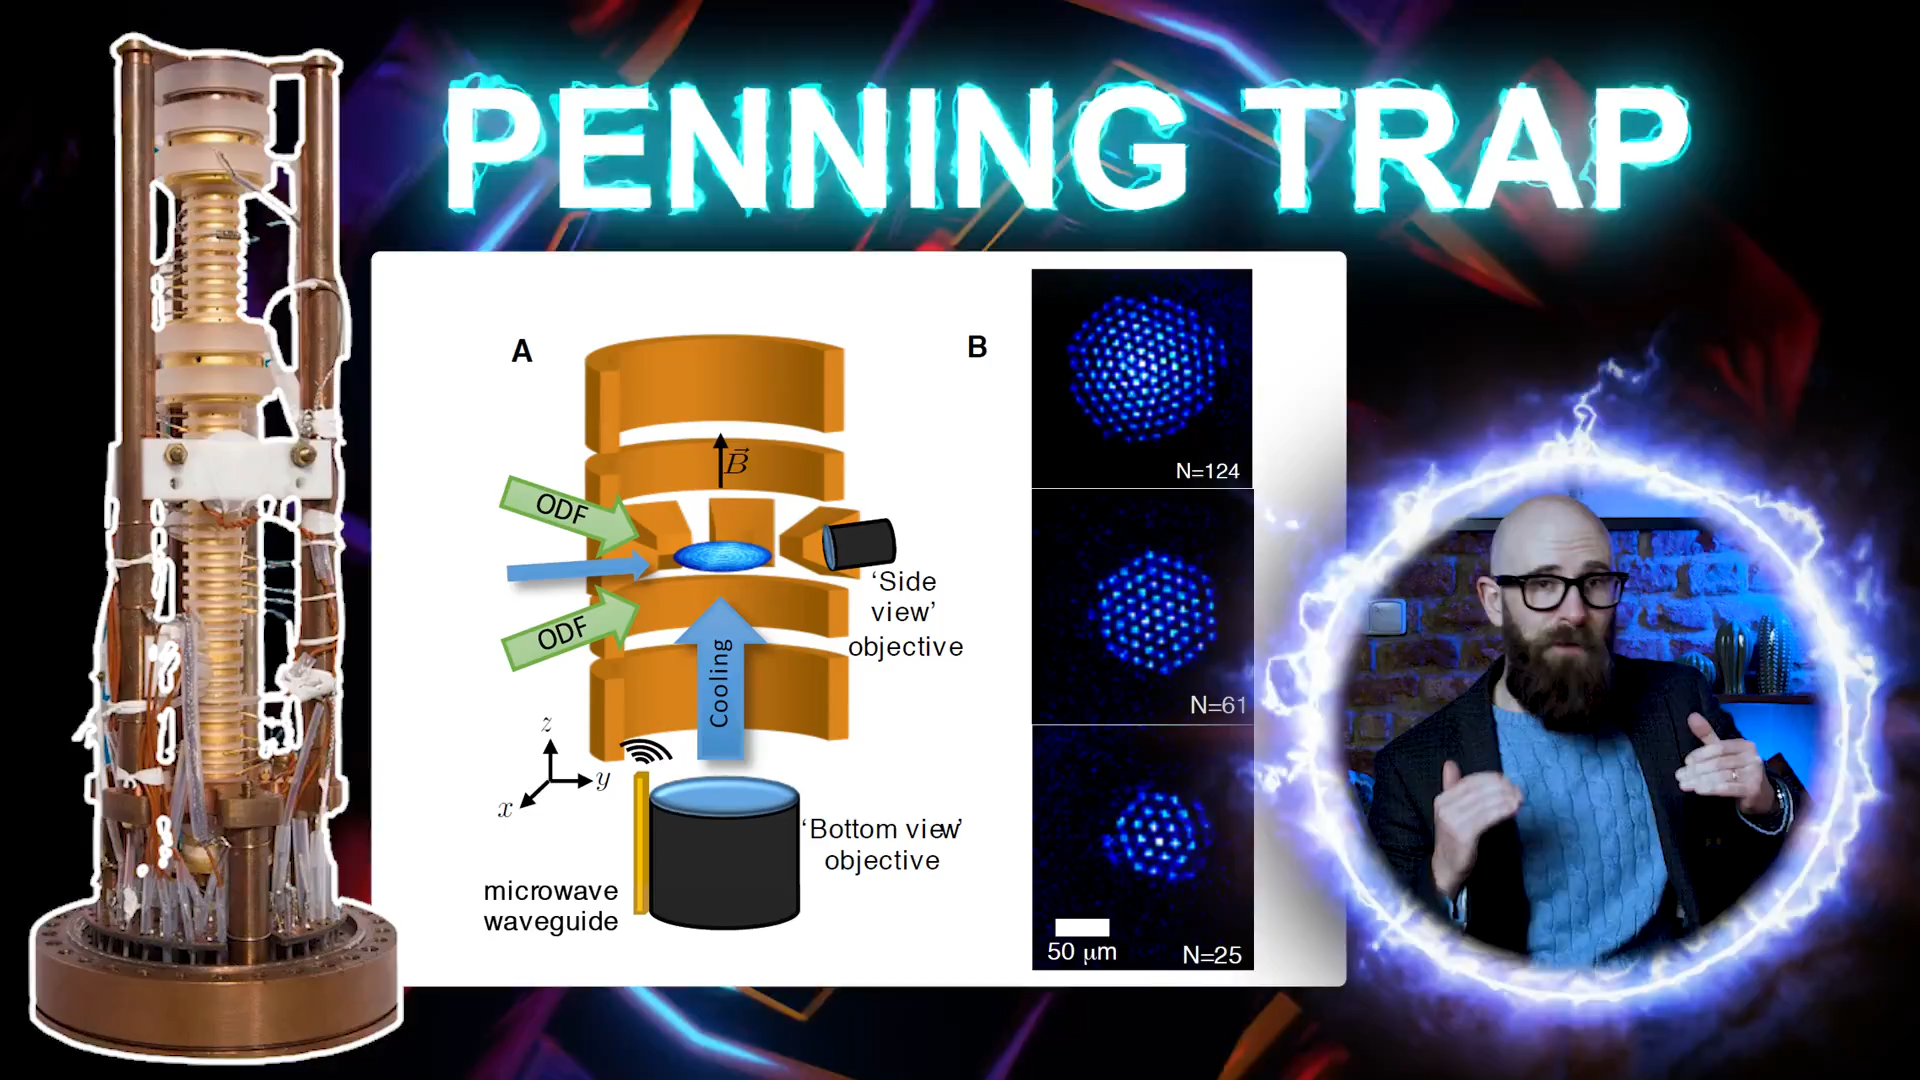 PENNING TRAP
A
B
B
ODF
ODF
Cooling
'Side
view'
objective
z
y
x
'Bottom view'
objective
microwave
waveguide
N=124
N=61
50 µm
N=25